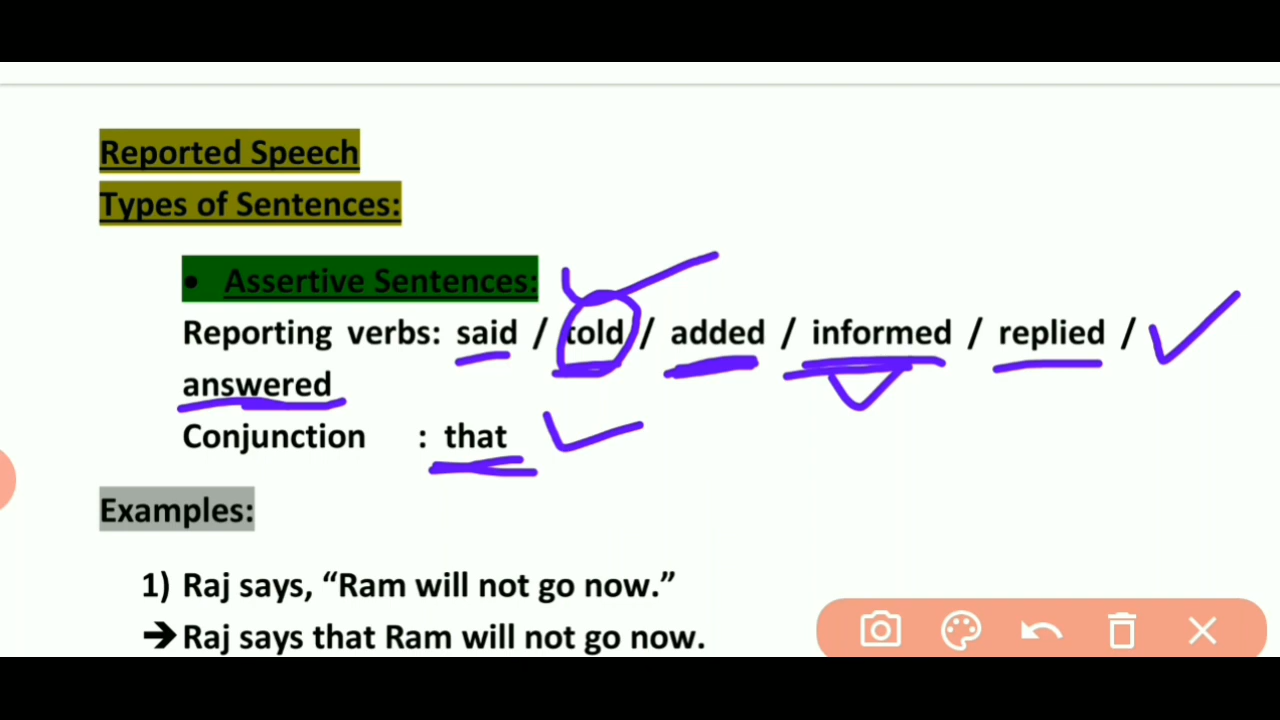 Reported Speech
Types of Sentences:
• Assertive Sentences:
Reporting verbs: said / told / added / informed / replied /
answered
Conjunction : that
Examples:
1) Raj says, “Ram will not go now.”
➔ Raj says that Ram will not go now.